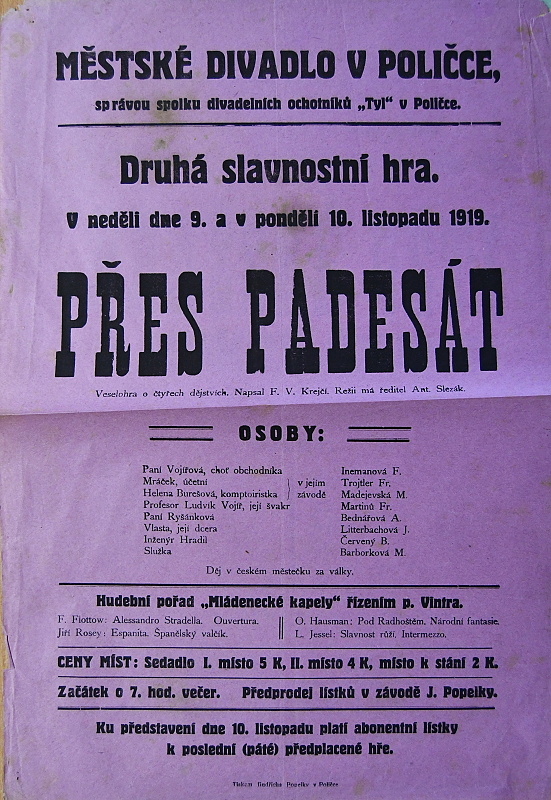 MĚSTSKÉ DIVADLO V POLIČCE,
správou spolku divadelních ochotníků „Tyl“ v Poličce.
Druhá slavnostní hra.
V neděli dne 9. a v pondělí 10. listopadu 1919.
PŘES PADESÁT
Veselohra o čtyřech dějstvích. Napsal F. V. Krejčí. Režii má ředitel Ant. Slezák.
OSOBY:
Paní Vojířová, choť obchodníka Inemanová F.
Mráček, účetní } v jejím Trojtler Fr.
Helena Burešová, komptoiristka } závodě Madejevská M.
Profesor Ludvík Vojíř, její švakr Martinů Fr.
Paní Ryšánková Bednářová A.
Vlasta, její dcera Litterbachová J.
Inženýr Hradil Červený B.
Služka Barborková M.
Děj v českém městečku za války.
Hudební pořad „Mládenecké kapely“ řízením p. Vintra.
F. Flottow: Alessandro Stradella. Ouvertura. O. Hausman: Pod Radhoštěm. Národní fantasie.
Jiří Rosey: Espanita. Španělský valčík. L. Jessel: Slavnost růží. Intermezzo.
CENY MÍST: Sedadlo I. místo 5 K, II. místo 4 K, místo k stání 2 K.
Začátek o 7. hod. večer. Předprodej lístků v závodě J. Popelky.
Ku představení dne 10. listopadu platí abonentní lístky
k poslední (páté) předplacené hře.
Tiskem Jindřicha Popelky v Poličce